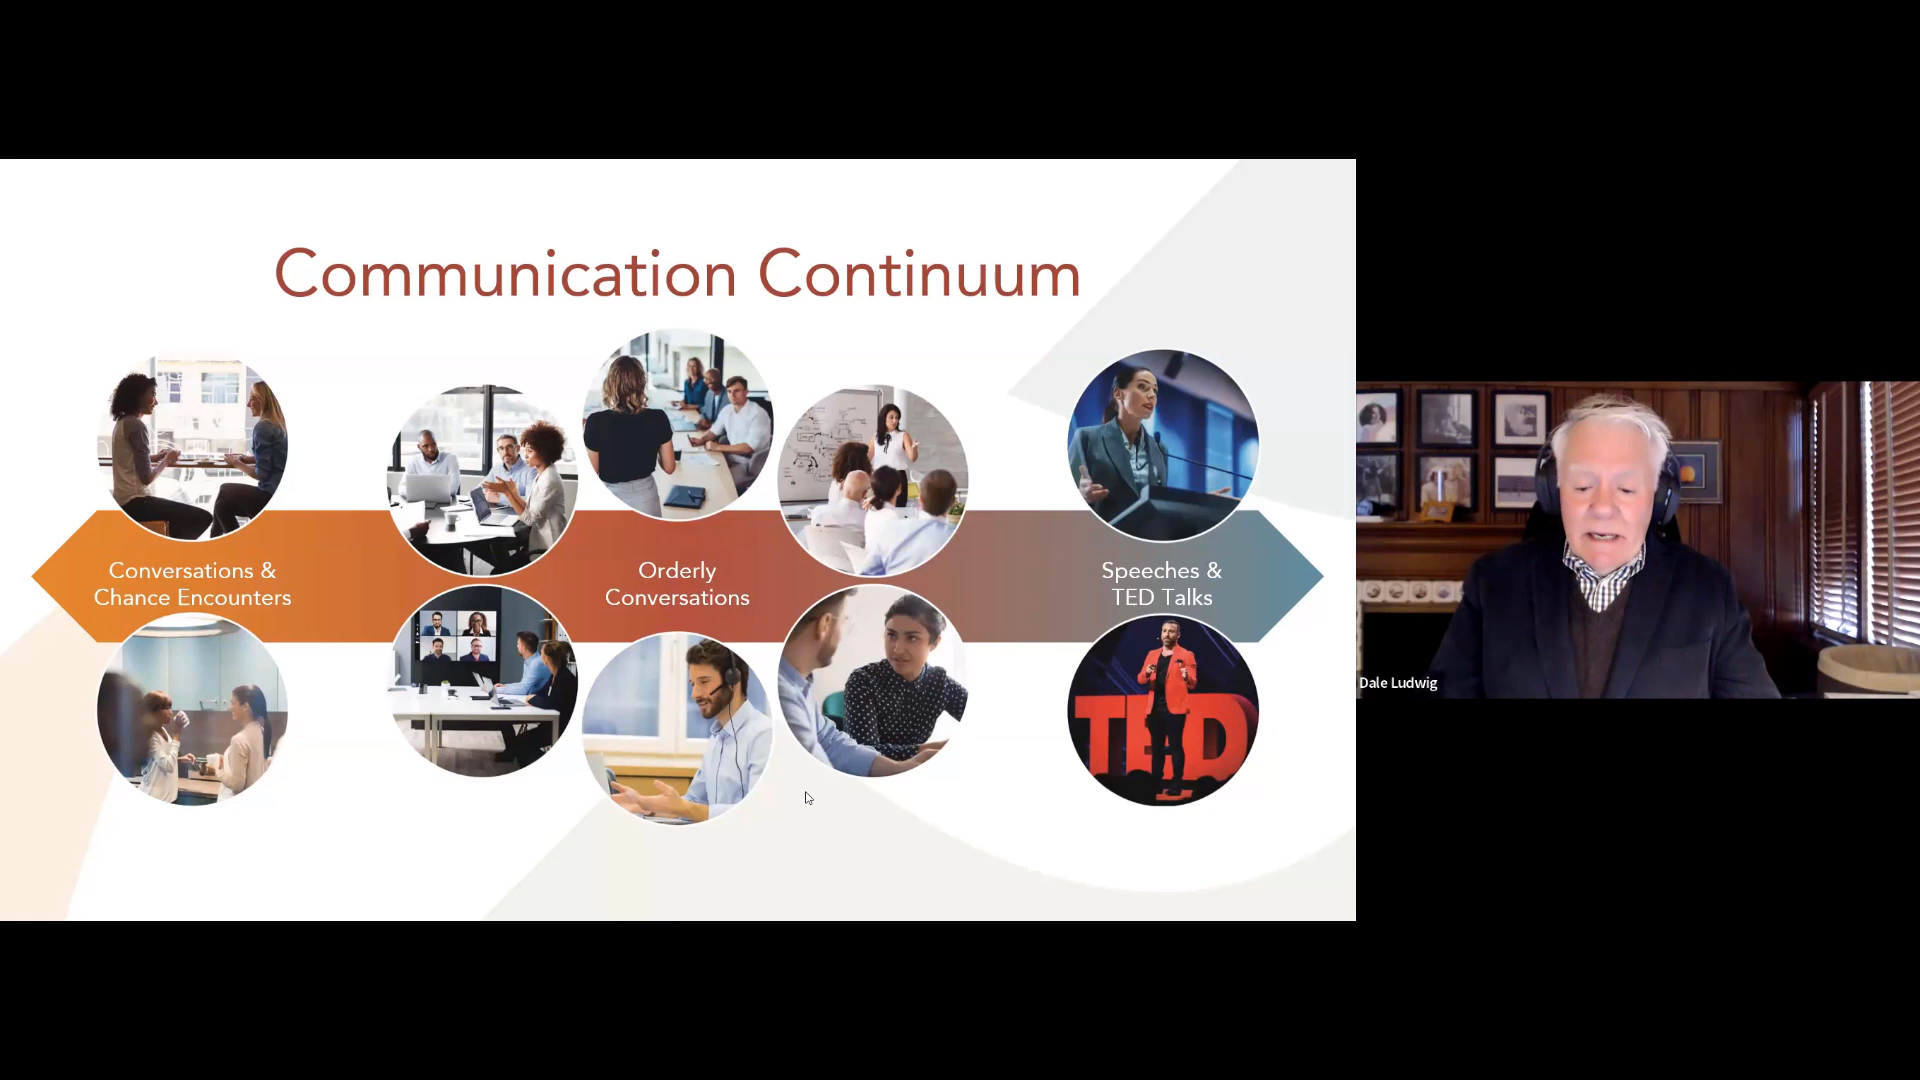 Communication Continuum
Conversations &
Chance Encounters
Orderly
Conversations
Speeches &
TED Talks
TED
Dale Ludwig